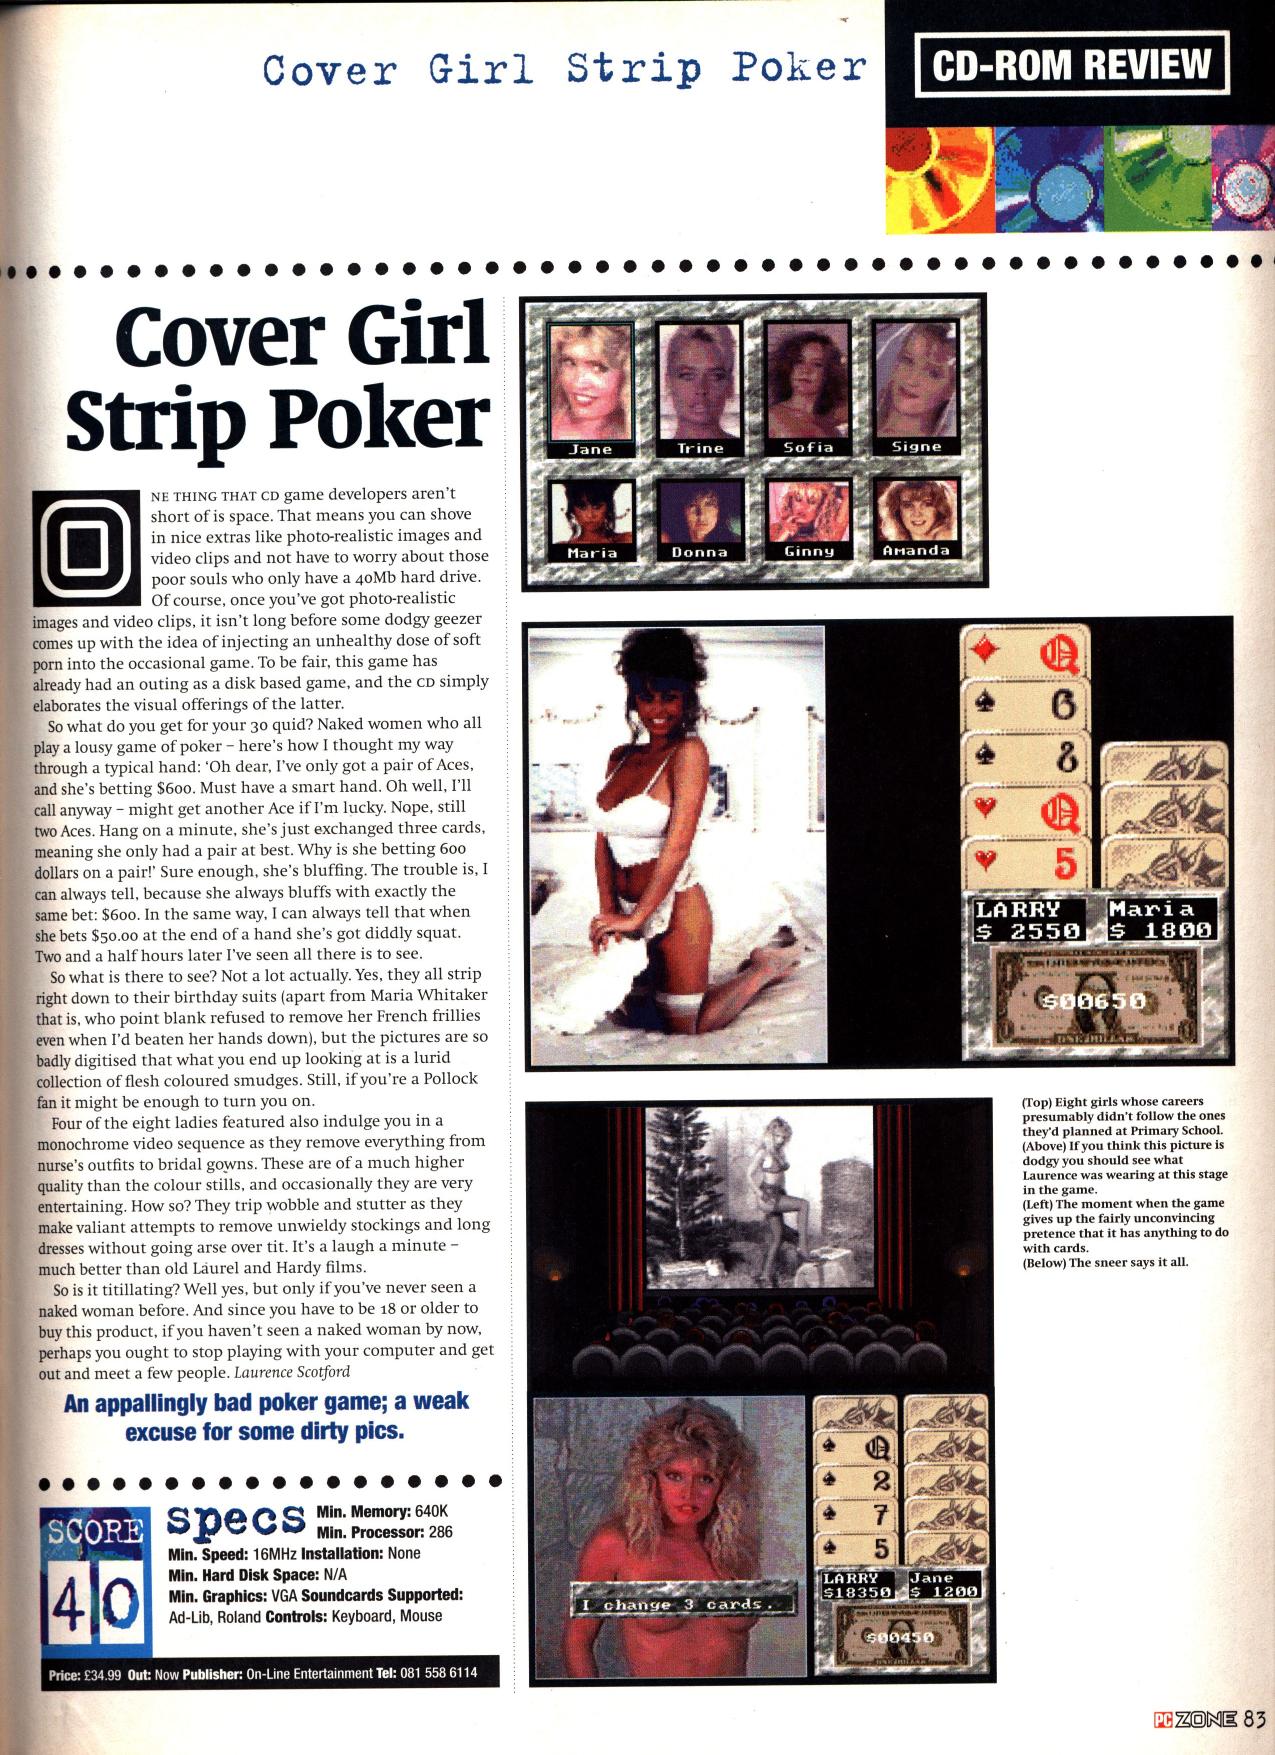 Cover Girl Strip Poker
CD-ROM REVIEW
Cover Girl
Strip Poker
ONE THING THAT CD game developers aren't
short of is space. That means you can shove
in nice extras like photo-realistic images and
video clips and not have to worry about those
poor souls who only have a 40Mb hard drive.
Of course, once you've got photo-realistic
images and video clips, it isn't long before some dodgy geezer
comes up with the idea of injecting an unhealthy dose of soft
porn into the occasional game. To be fair, this game has
already had an outing as a disk based game, and the CD simply
elaborates the visual offerings of the latter.
So what do you get for your 30 quid? Naked women who all
play a lousy game of poker – here's how I thought my way
through a typical hand: 'Oh dear, I've only got a pair of Aces,
and she's betting $600. Must have a smart hand. Oh well, I'll
call anyway – might get another Ace if I'm lucky. Nope, still
two Aces. Hang on a minute, she's just exchanged three cards,
meaning she only had a pair at best. Why is she betting 600
dollars on a pair!' Sure enough, she's bluffing. The trouble is, I
can always tell, because she always bluffs with exactly the
same bet: $600. In the same way, I can always tell that when
she bets $50.00 at the end of a hand she's got diddly squat.
Two and a half hours later I've seen all there is to see.
So what is there to see? Not a lot actually. Yes, they all strip
right down to their birthday suits (apart from Maria Whitaker
that is, who point blank refused to remove her French frillies
even when I'd beaten her hands down), but the pictures are so
badly digitised that what you end up looking at is a lurid
collection of flesh coloured smudges. Still, if you're a Pollock
fan it might be enough to turn you on.
Four of the eight ladies featured also indulge you in a
monochrome video sequence as they remove everything from
nurse's outfits to bridal gowns. These are of a much higher
quality than the colour stills, and occasionally they are very
entertaining. How so? They trip wobble and stutter as they
make valiant attempts to remove unwieldy stockings and long
dresses without going arse over tit. It's a laugh a minute –
much better than old Laurel and Hardy films.
So is it titillating? Well yes, but only if you've never seen a
naked woman before. And since you have to be 18 or older to
buy this product, if you haven't seen a naked woman by now,
perhaps you ought to stop playing with your computer and get
out and meet a few people. Laurence Scotford
An appallingly bad poker game; a weak
excuse for some dirty pics.
SCORE
40
specs
Min. Memory: 640K
Min. Processor: 286
Min. Speed: 16MHz Installation: None
Min. Hard Disk Space: N/A
Min. Graphics: VGA Soundcards Supported:
Ad-Lib, Roland Controls: Keyboard, Mouse
Price: £34.99 Out: Now Publisher: On-Line Entertainment Tel: 081 558 6114
Jane Trine Sofia Signe
Maria Donna Ginny Amanda
Q
6
8
Q
5
LARRY Maria
$ 2550 $ 1800
$00650
ONE DOLLAR
(Top) Eight girls whose careers
presumably didn't follow the ones
they'd planned at Primary School.
(Above) If you think this picture is
dodgy you should see what
Laurence was wearing at this stage
in the game.
(Left) The moment when the game
gives up the fairly unconvincing
pretence that it has anything to do
with cards.
(Below) The sneer says it all.
I change 3 cards.
Q
2
7
5
LARRY Jane
$18350 $ 1200
$00450
PC ZONE 83